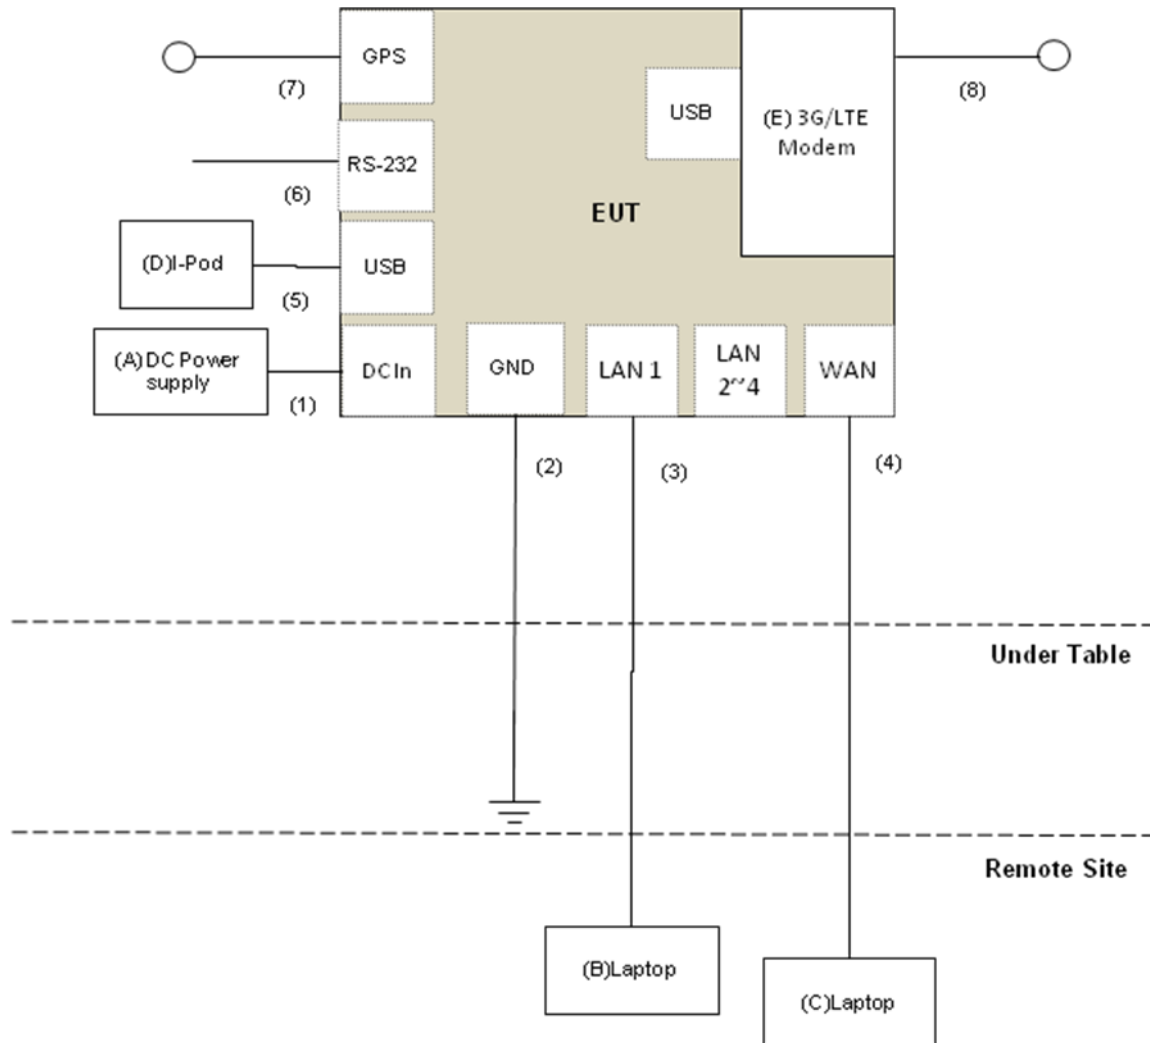 GPS
(7)
USB
(E) 3G/LTE
Modem
(8)
RS-232
(6)
EUT
(D)I-Pod
USB
(5)
(A)DC Power
supply
DC In
(1)
GND
LAN 1
LAN
2~4
WAN
(2)
(3)
(4)
Under Table
Remote Site
(B)Laptop
(C)Laptop